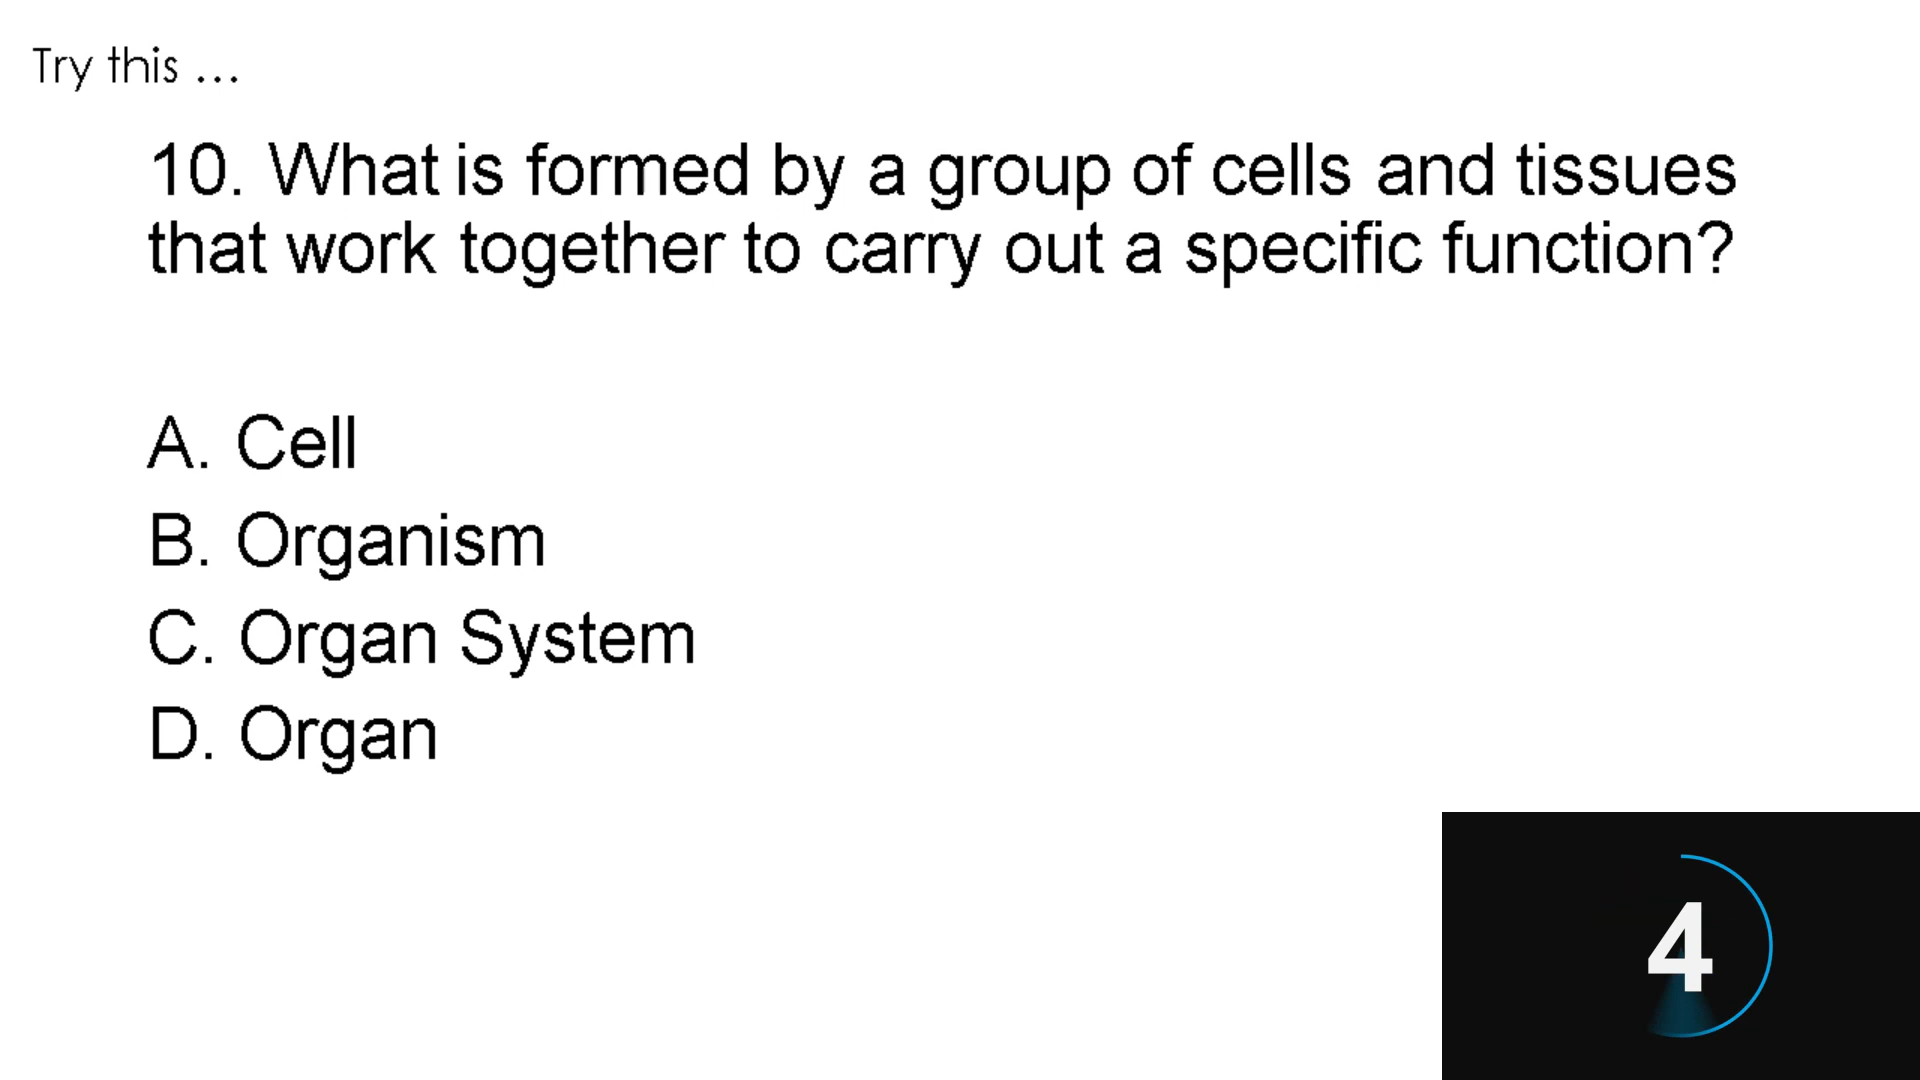 Try this ...
10. What is formed by a group of cells and tissues
that work together to carry out a specific function?
A. Cell
B. Organism
C. Organ System
D. Organ
4